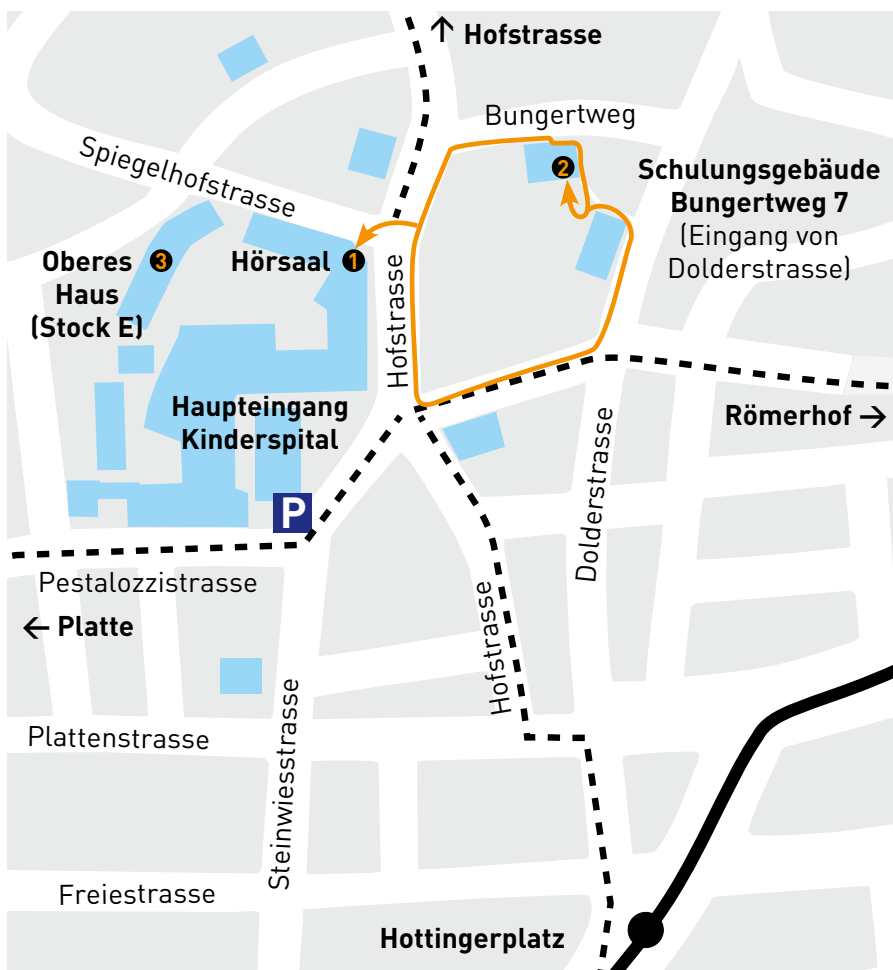 ↑ Hofstrasse
Bungertweg
Spiegelhofstrasse
2
Schulungsgebäude
Bungertweg 7
(Eingang von
Dolderstrasse)
Oberes
Haus
(Stock E)
3
Hörsaal 1
Hofstrasse
Haupteingang
Kinderspital
Römerhof →
Dolderstrasse
P
Pestalozzistrasse
← Platte
Hofstrasse
Steinwiesstrasse
Plattenstrasse
Freiestrasse
Hottingerplatz